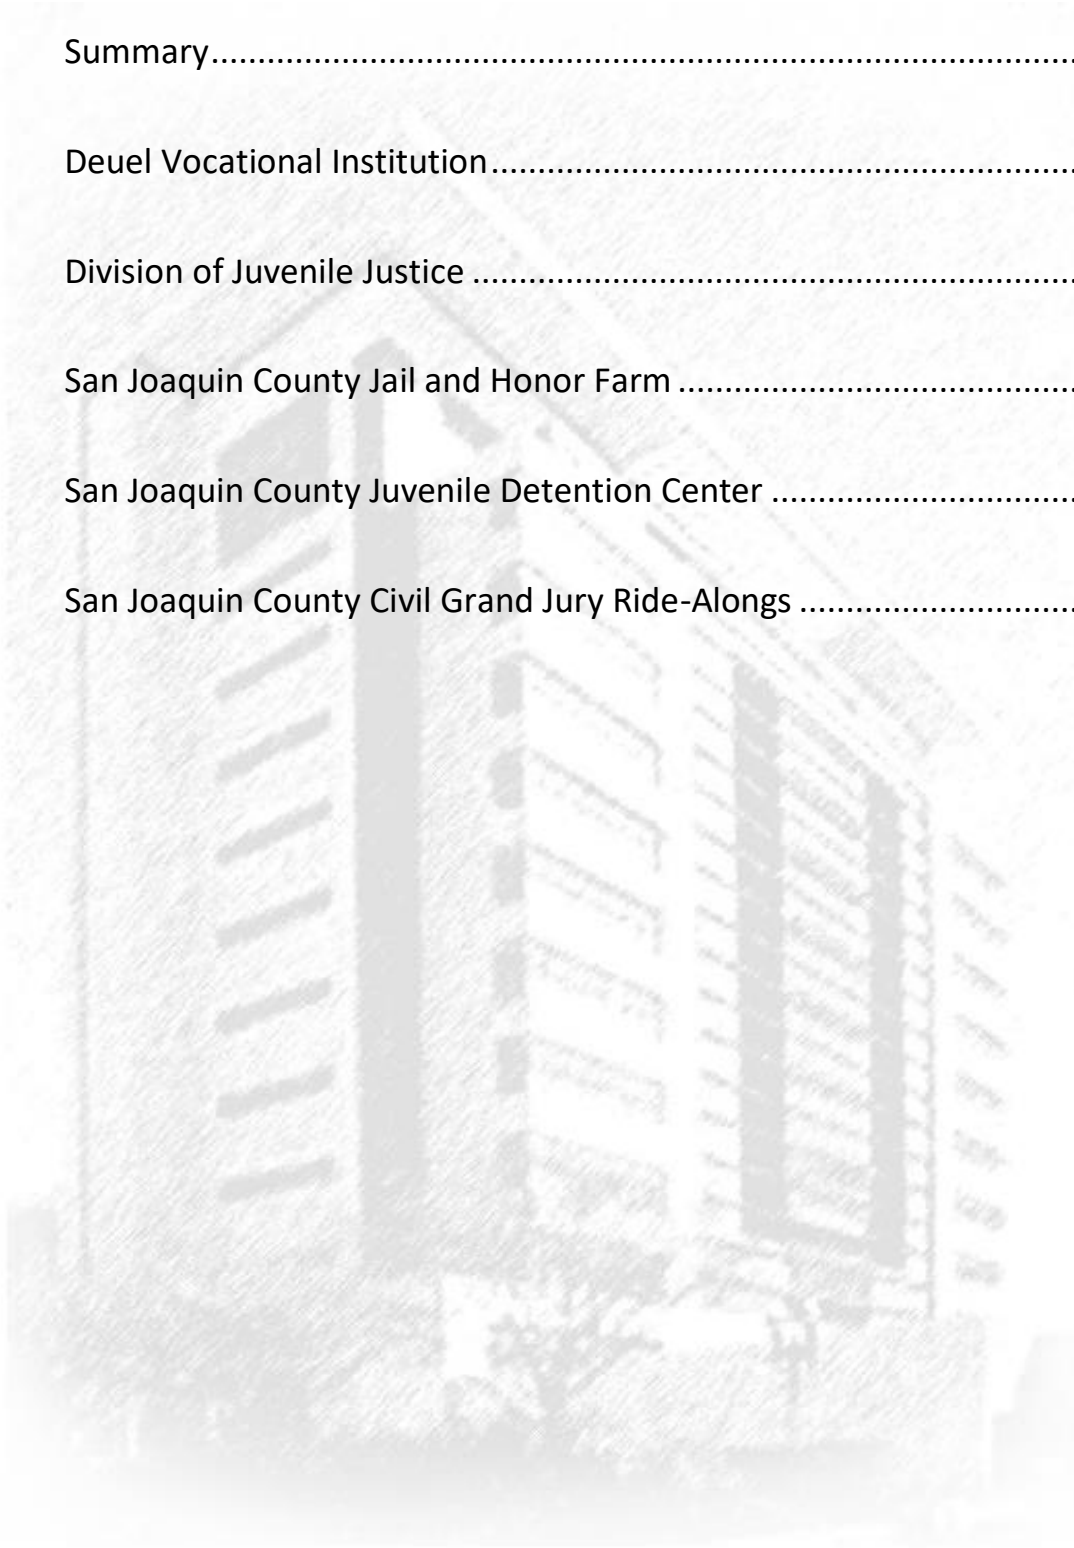 Summary..............................................................................................
Deuel Vocational Institution...............................................................
Division of Juvenile Justice .................................................................
San Joaquin County Jail and Honor Farm ...........................................
San Joaquin County Juvenile Detention Center .................................
San Joaquin County Civil Grand Jury Ride-Alongs ..............................